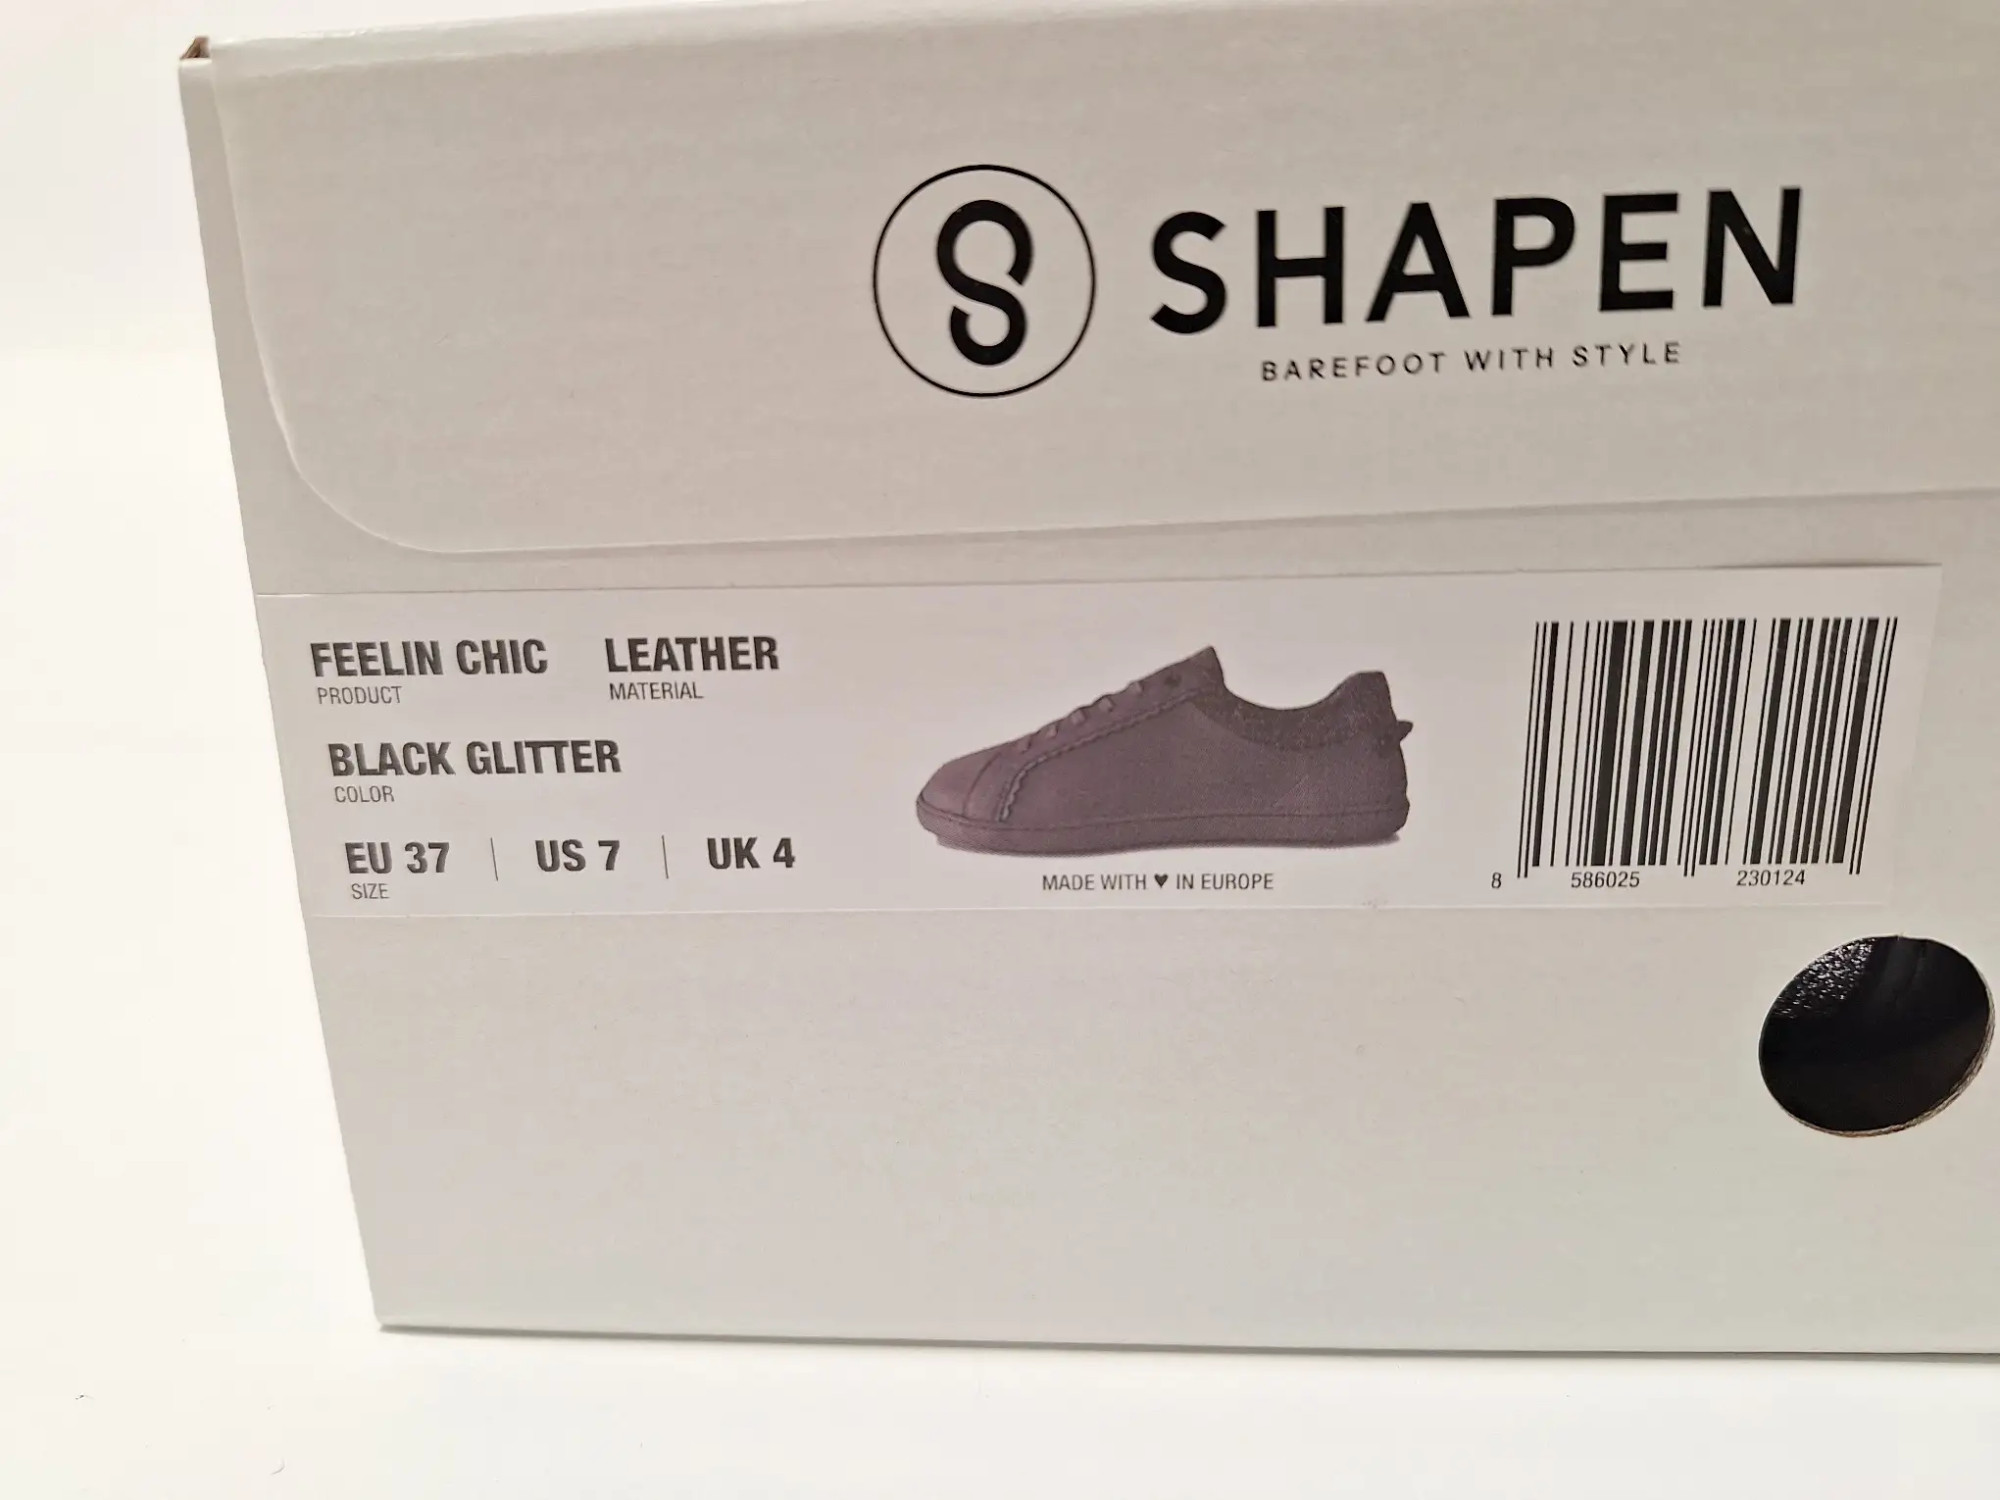 SHAPEN
BAREFOOT WITH STYLE
FEELIN CHIC LEATHER
PRODUCT MATERIAL
BLACK GLITTER
COLOR
EU 37 | US 7 | UK 4
SIZE
MADE WITH ♥ IN EUROPE
8 586025 230124